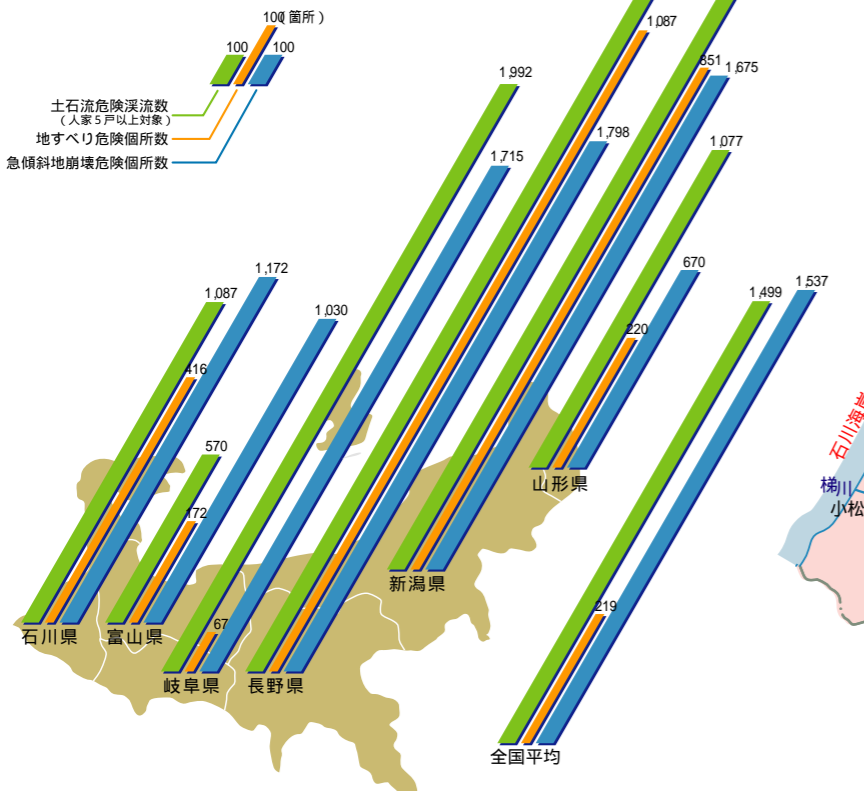 100
100(箇所)
100
土石流危険渓流数
(人家5戸以上対象)
地すべり危険個所数
急傾斜地崩壊危険個所数
1,087
416
1,172
石川県
570
172
1,030
富山県
1,992
67
1,715
岐阜県
1,087
1,798
長野県
851
1,675
新潟県
1,077
220
670
山形県
1,499
219
1,537
全国平均
石川海岸
梯川
小松